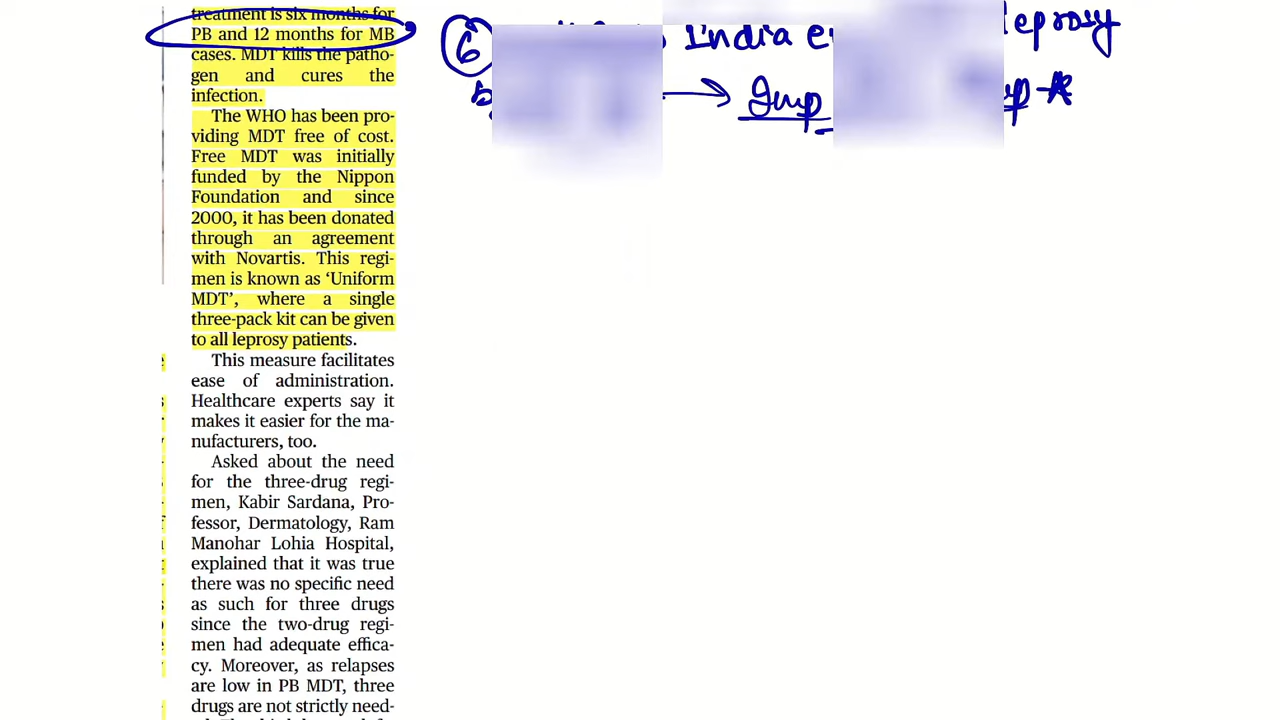 treatment is six months for
PB and 12 months for MB
cases. MDT kills the patho-
gen and cures the
infection.
The WHO has been pro-
viding MDT free of cost.
Free MDT was initially
funded by the Nippon
Foundation and since
2000, it has been donated
through an agreement
with Novartis. This regi-
men is known as ‘Uniform
MDT’, where a single
three-pack kit can be given
to all leprosy patients.
This measure facilitates
ease of administration.
Healthcare experts say it
makes it easier for the ma-
nufacturers, too.
Asked about the need
for the three-drug regi-
men, Kabir Sardana, Pro-
fessor, Dermatology, Ram
Manohar Lohia Hospital,
explained that it was true
there was no specific need
as such for three drugs
since the two-drug regi-
men had adequate effica-
cy. Moreover, as relapses
are low in PB MDT, three
drugs are not strictly need-
6 India leprosy
→ Imp